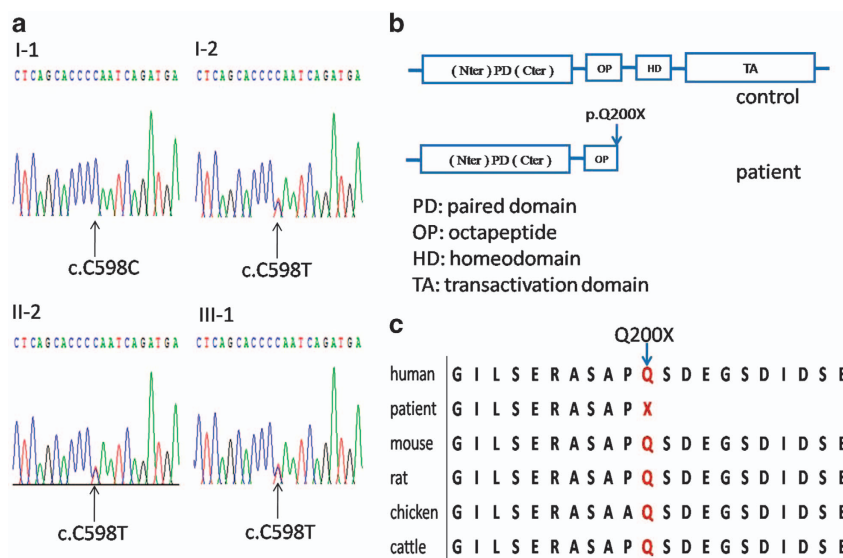 a
I-1
I-2
CTCAGCACCCCAATCAGATGA
CTCAGCACCCCAATCAGATGA
c.C598C
c.C598T
II-2
III-1
CTCAGCACCCCAATCAGATGA
CTCAGCACCCCAATCAGATGA
c.C598T
c.C598T
b
( Nter ) PD ( Cter )
OP
HD
TA
control
p.Q200X
( Nter ) PD ( Cter )
OP
patient
PD: paired domain
OP: octapeptide
HD: homeodomain
TA: transactivation domain
c
Q200X
human G I L S E R A S A P Q S D E G S D I D S E
patient G I L S E R A S A P X
mouse G I L S E R A S A P Q S D E G S D I D S E
rat G I L S E R A S A P Q S D E G S D I D S E
chicken G I L S E R A S A A Q S D E G S D I D S E
cattle G I L S E R A S A P Q S D E G S D I D S E